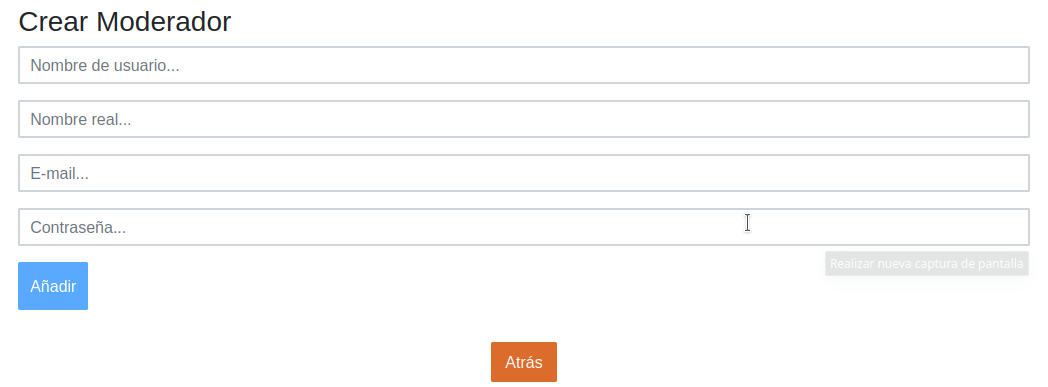 Crear Moderador
Nombre de usuario...
Nombre real...
E-mail...
Contraseña...
Realizar nueva captura de pantalla
Añadir
Atrás